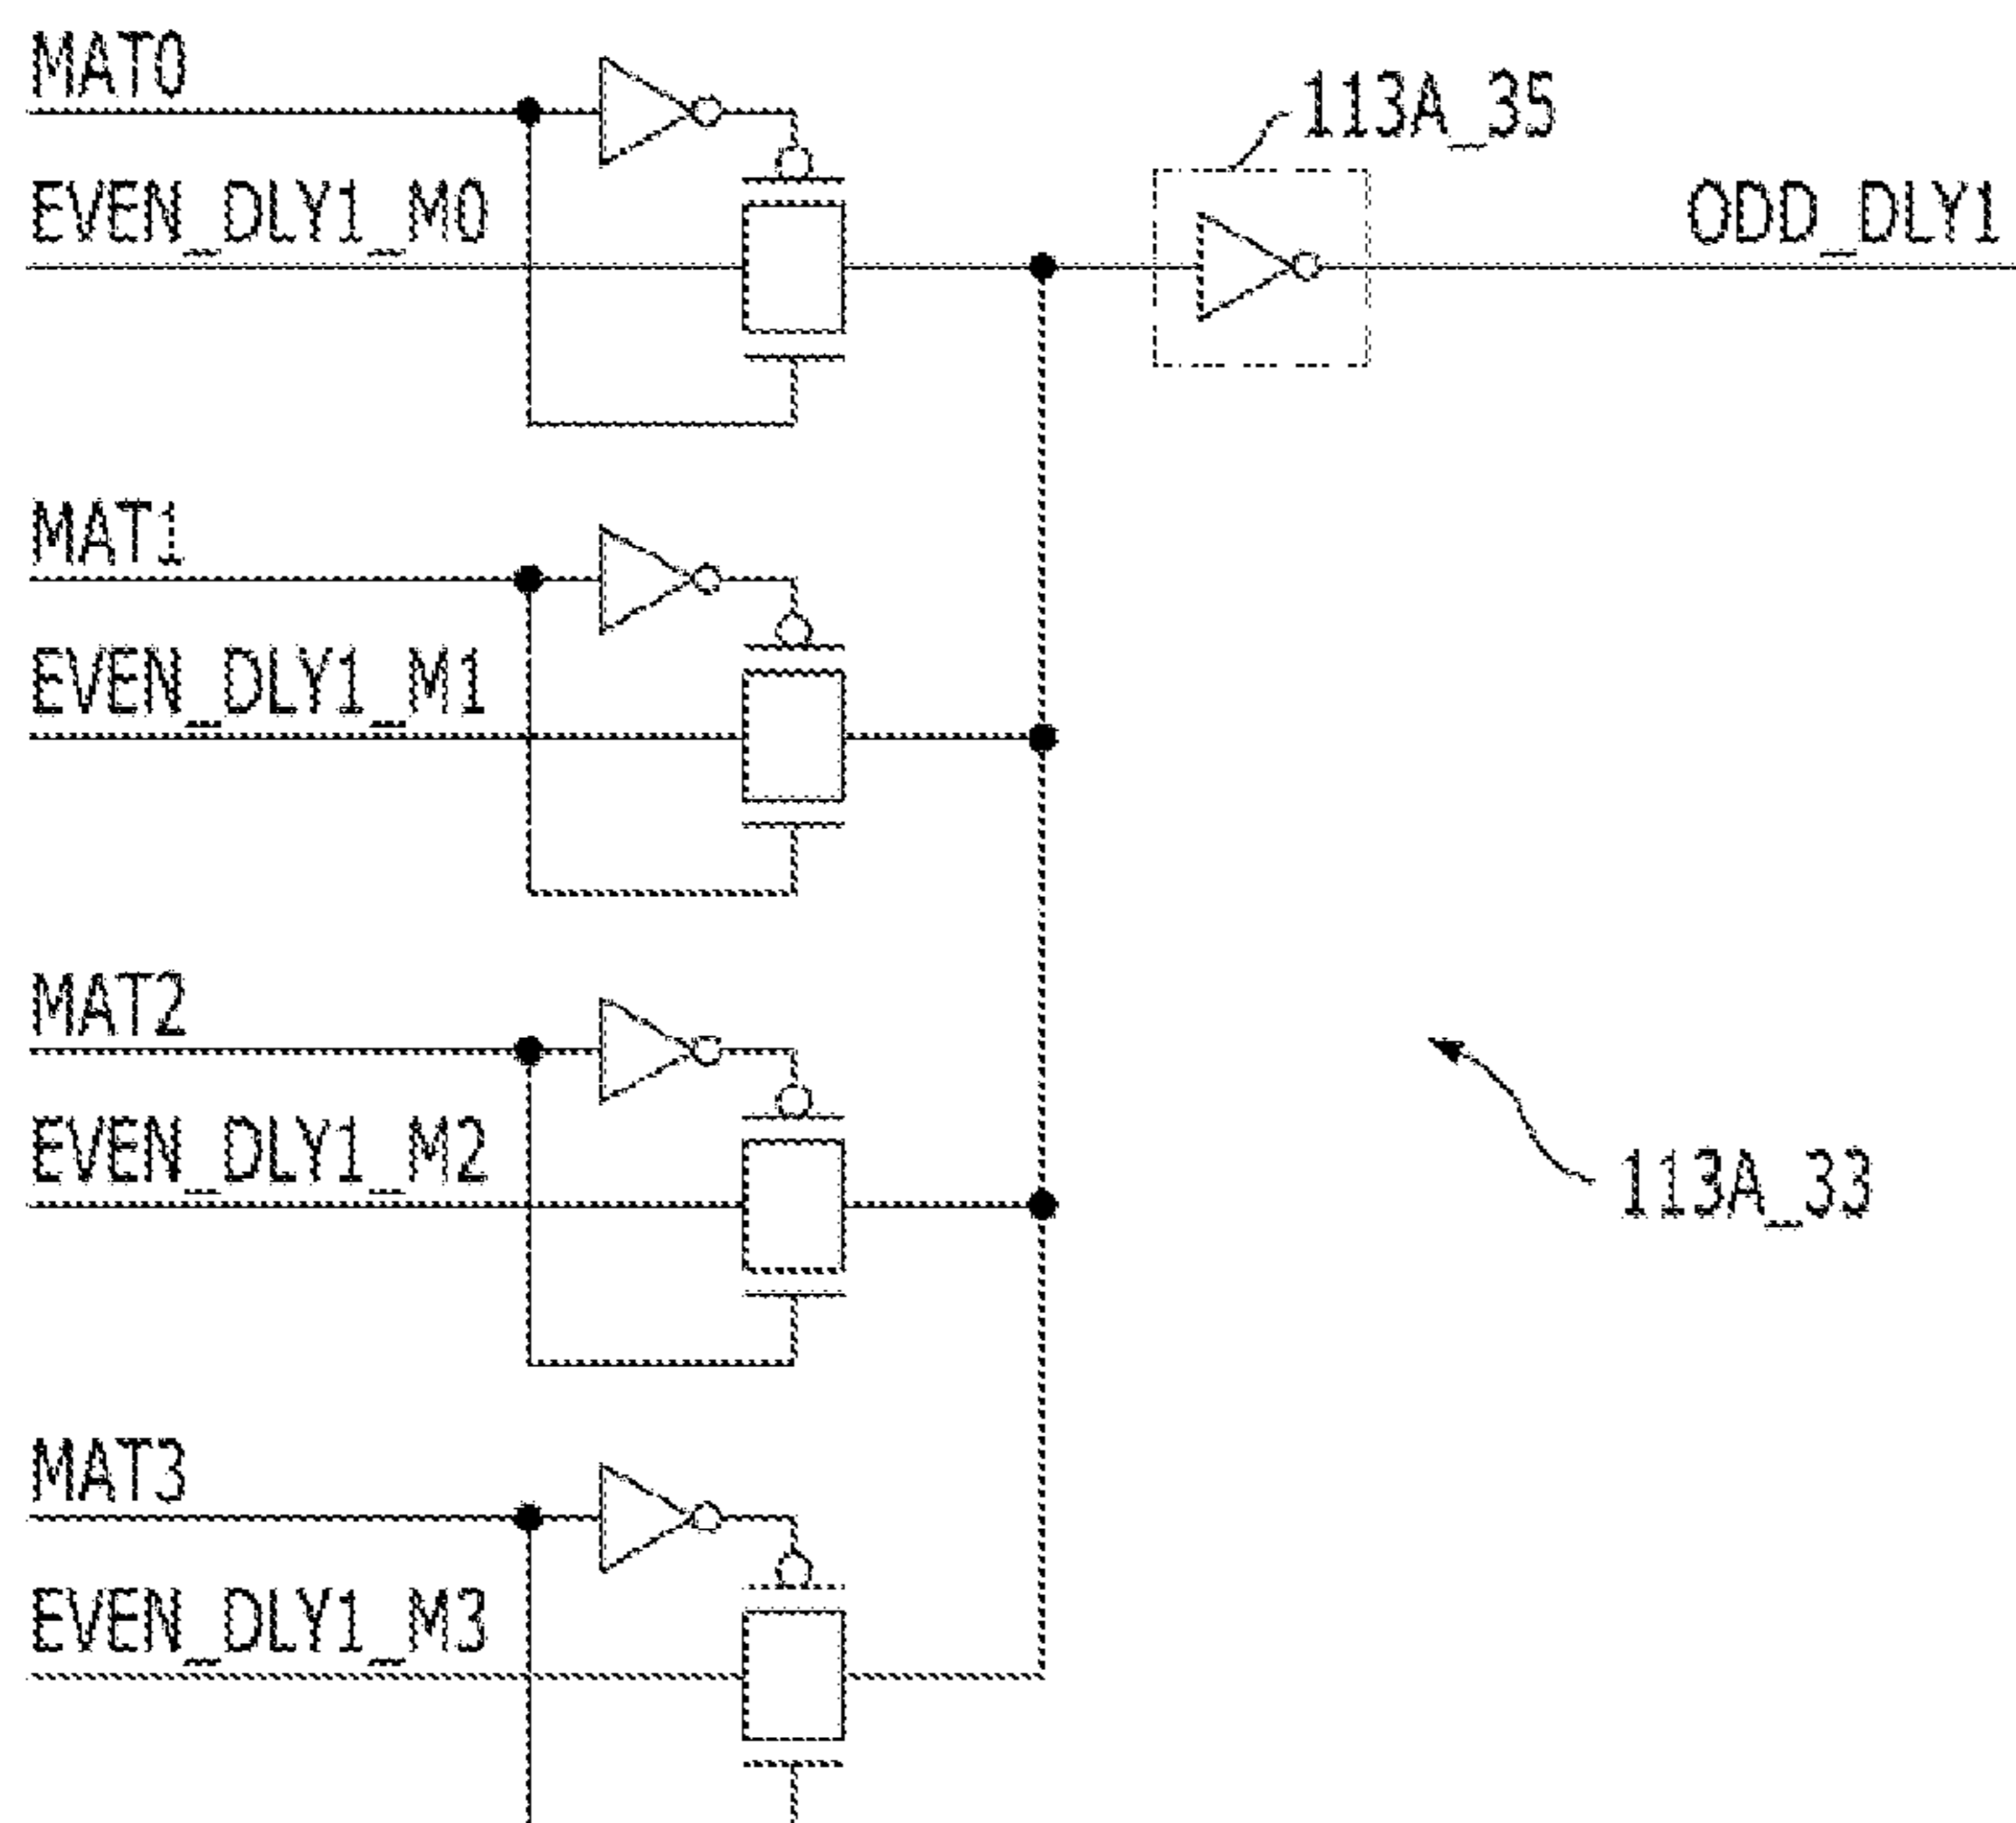 MAT0
113A_35
EVEN_DLY1_M0
ODD_DLY1
MAT1
EVEN_DLY1_M1
MAT2
EVEN_DLY1_M2
113A_33
MAT3
EVEN_DLY1_M3